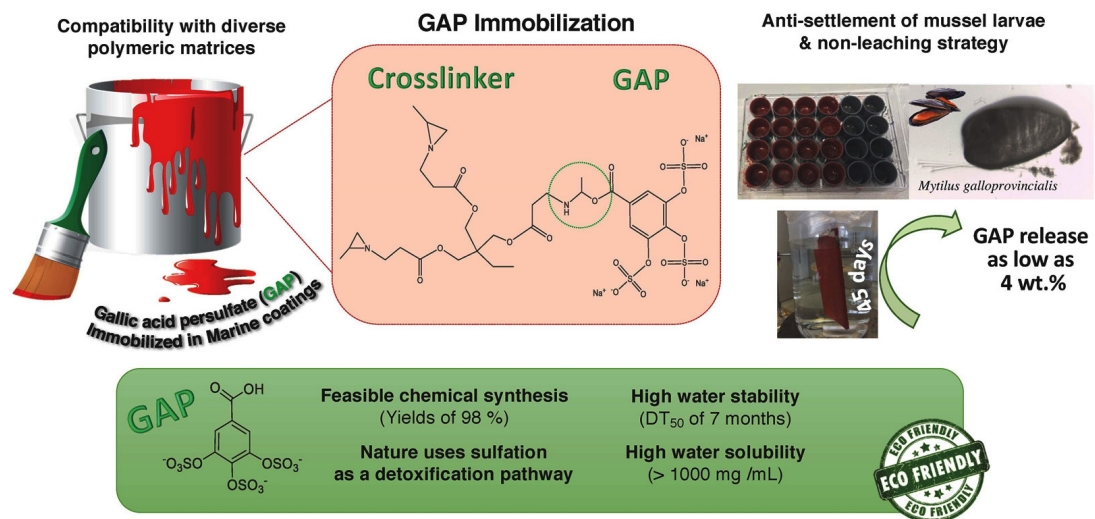 Compatibility with diverse
polymeric matrices
Gallic acid persulfate (GAP)
Immobilized in Marine coatings
GAP Immobilization
Crosslinker
GAP
N
N
O
O
O
O
O
O
N
H
O
O
O
O
O
S
O
O⁻
Na⁺
O
O
S
O
O⁻
Na⁺
O
O
S
O
⁻O
Na⁺
Anti-settlement of mussel larvae
& non-leaching strategy
Mytilus galloprovincialis
45 days
GAP release
as low as
4 wt.%
GAP
O
OH
⁻O₃SO
OSO₃⁻
OSO₃⁻
Feasible chemical synthesis
(Yields of 98 %)
Nature uses sulfation
as a detoxification pathway
High water stability
(DT₅₀ of 7 months)
High water solubility
(> 1000 mg /mL)
ECO FRIENDLY
ECO FRIENDLY
ECO FRIENDLY